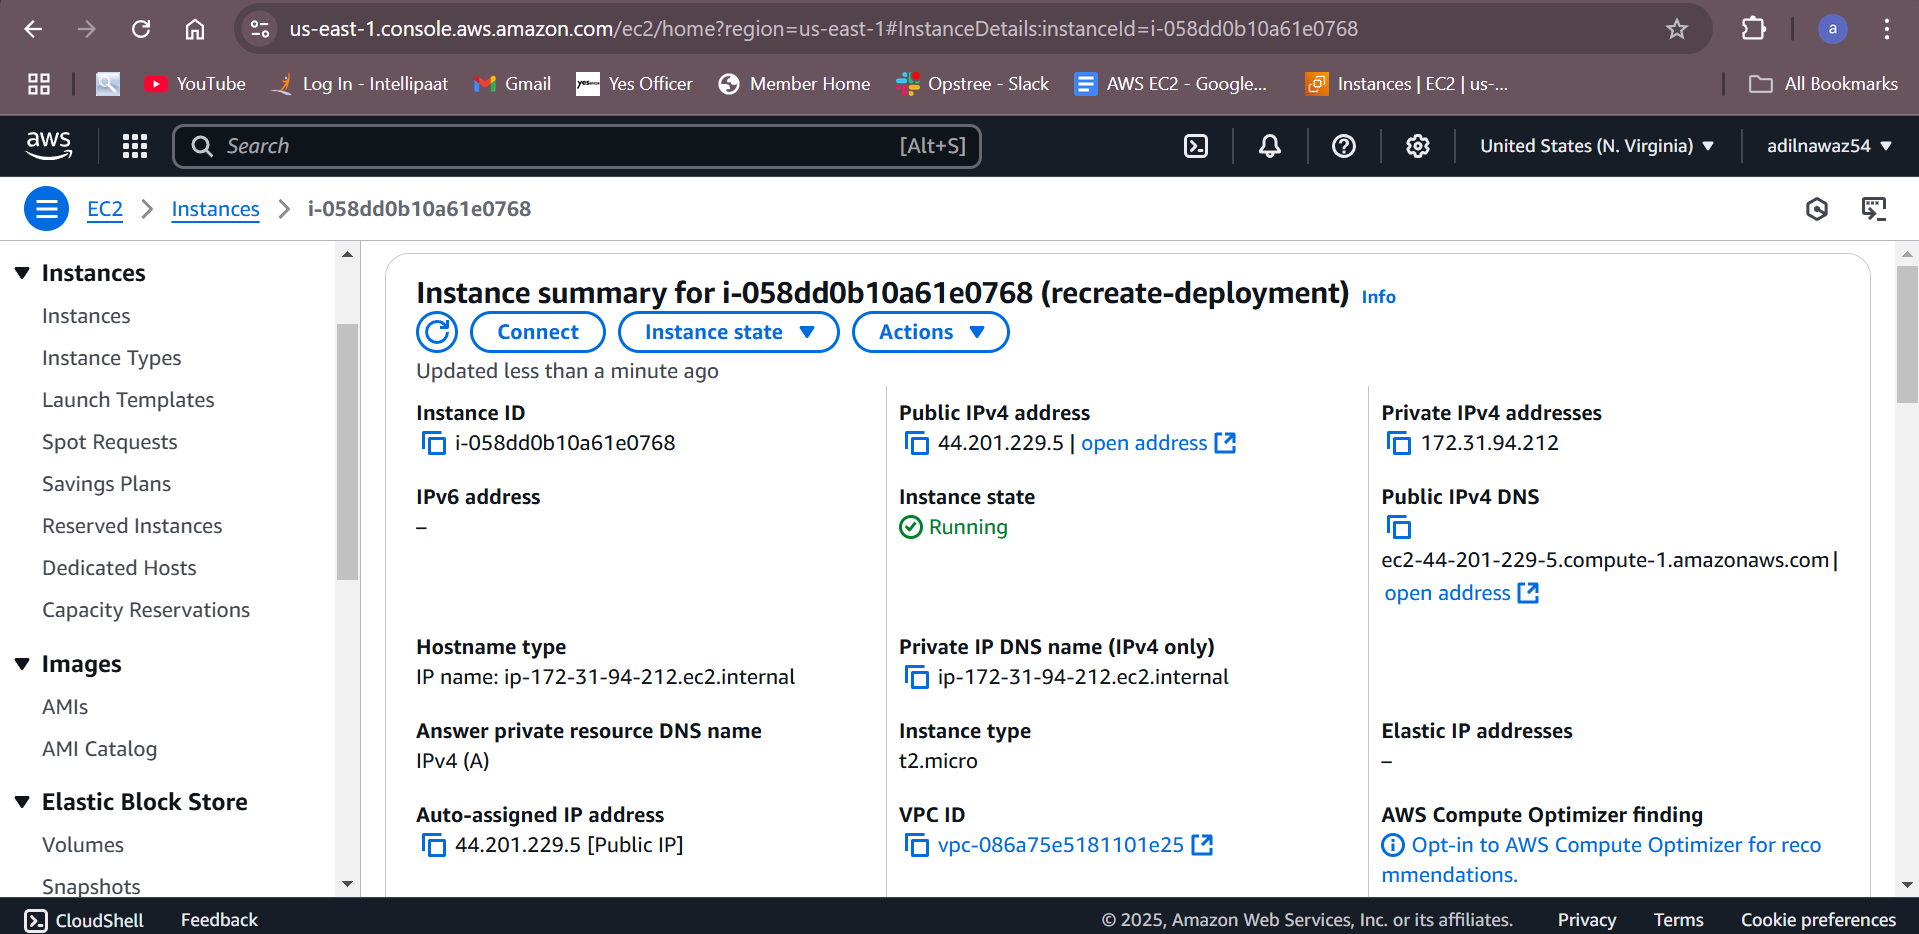 us-east-1.console.aws.amazon.com/ec2/home?region=us-east-1#InstanceDetails:instanceId=i-058dd0b10a61e0768
a
YouTube
Log In - Intellipaat
Gmail
yes Yes Officer
Member Home
Opstree - Slack
AWS EC2 - Google...
Instances | EC2 | us-...
All Bookmarks
aws
Search
[Alt+S]
United States (N. Virginia)
adilnawaz54
EC2
Instances
i-058dd0b10a61e0768
Instances
Instances
Instance Types
Launch Templates
Spot Requests
Savings Plans
Reserved Instances
Dedicated Hosts
Capacity Reservations
Images
AMIs
AMI Catalog
Elastic Block Store
Volumes
Snapshots
Instance summary for i-058dd0b10a61e0768 (recreate-deployment) Info
Connect
Instance state
Actions
Updated less than a minute ago
Instance ID
i-058dd0b10a61e0768
Public IPv4 address
44.201.229.5 | open address
Private IPv4 addresses
172.31.94.212
IPv6 address
–
Instance state
Running
Public IPv4 DNS
ec2-44-201-229-5.compute-1.amazonaws.com |
open address
Hostname type
IP name: ip-172-31-94-212.ec2.internal
Private IP DNS name (IPv4 only)
ip-172-31-94-212.ec2.internal
Answer private resource DNS name
IPv4 (A)
Instance type
t2.micro
Elastic IP addresses
–
Auto-assigned IP address
44.201.229.5 [Public IP]
VPC ID
vpc-086a75e5181101e25
AWS Compute Optimizer finding
Opt-in to AWS Compute Optimizer for reco
mmendations.
CloudShell
Feedback
© 2025, Amazon Web Services, Inc. or its affiliates.
Privacy
Terms
Cookie preferences